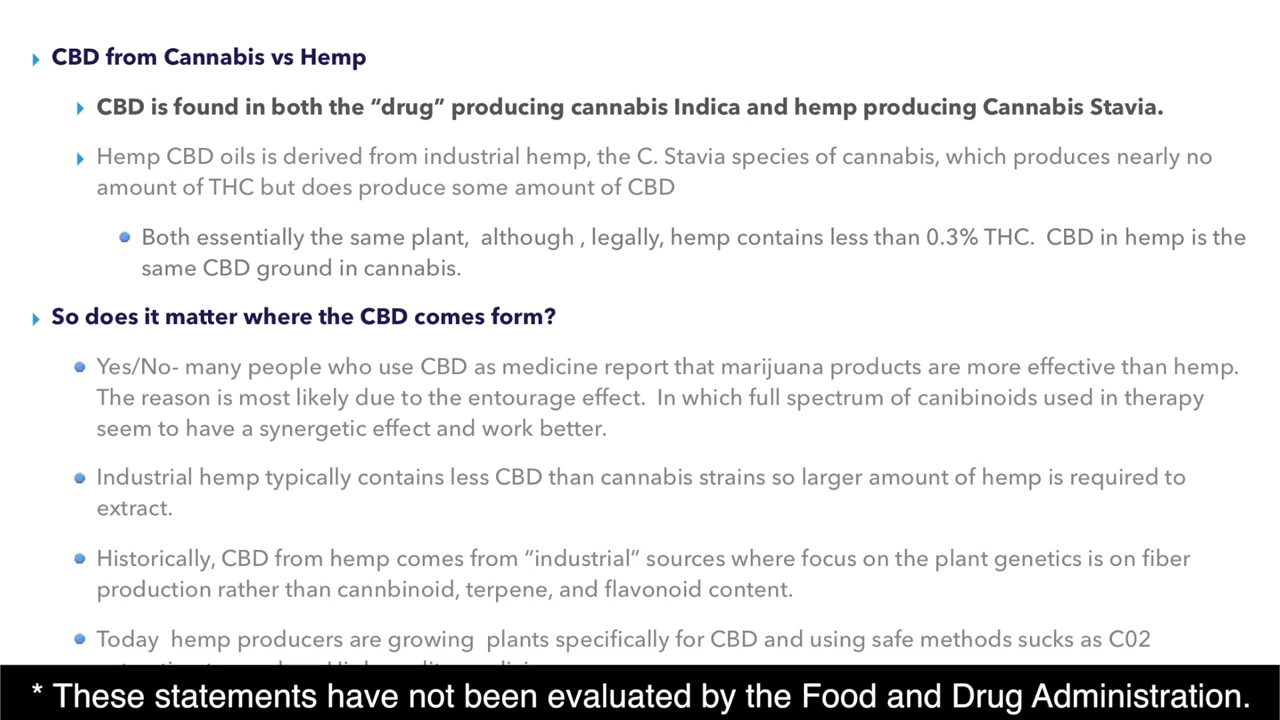 CBD from Cannabis vs Hemp
CBD is found in both the “drug” producing cannabis Indica and hemp producing Cannabis Stavia.
Hemp CBD oils is derived from industrial hemp, the C. Stavia species of cannabis, which produces nearly no
amount of THC but does produce some amount of CBD
Both essentially the same plant, although , legally, hemp contains less than 0.3% THC. CBD in hemp is the
same CBD ground in cannabis.
So does it matter where the CBD comes form?
Yes/No- many people who use CBD as medicine report that marijuana products are more effective than hemp.
The reason is most likely due to the entourage effect. In which full spectrum of canibinoids used in therapy
seem to have a synergetic effect and work better.
Industrial hemp typically contains less CBD than cannabis strains so larger amount of hemp is required to
extract.
Historically, CBD from hemp comes from “industrial” sources where focus on the plant genetics is on fiber
production rather than cannbinoid, terpene, and flavonoid content.
Today hemp producers are growing plants specifically for CBD and using safe methods sucks as C02
* These statements have not been evaluated by the Food and Drug Administration.